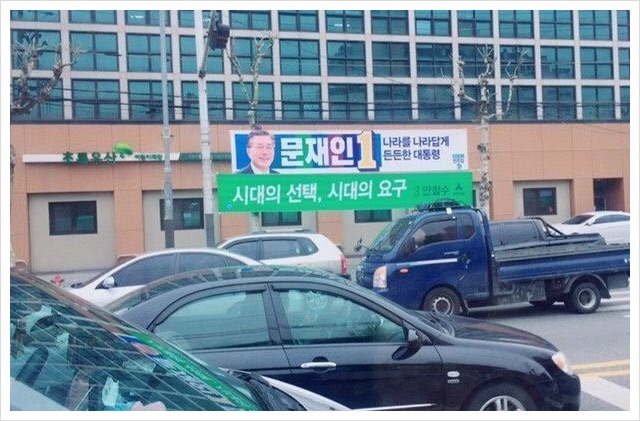 문재인 1
나라를 나라답게
든든한 대통령
시대의 선택, 시대의 요구 3 안철수